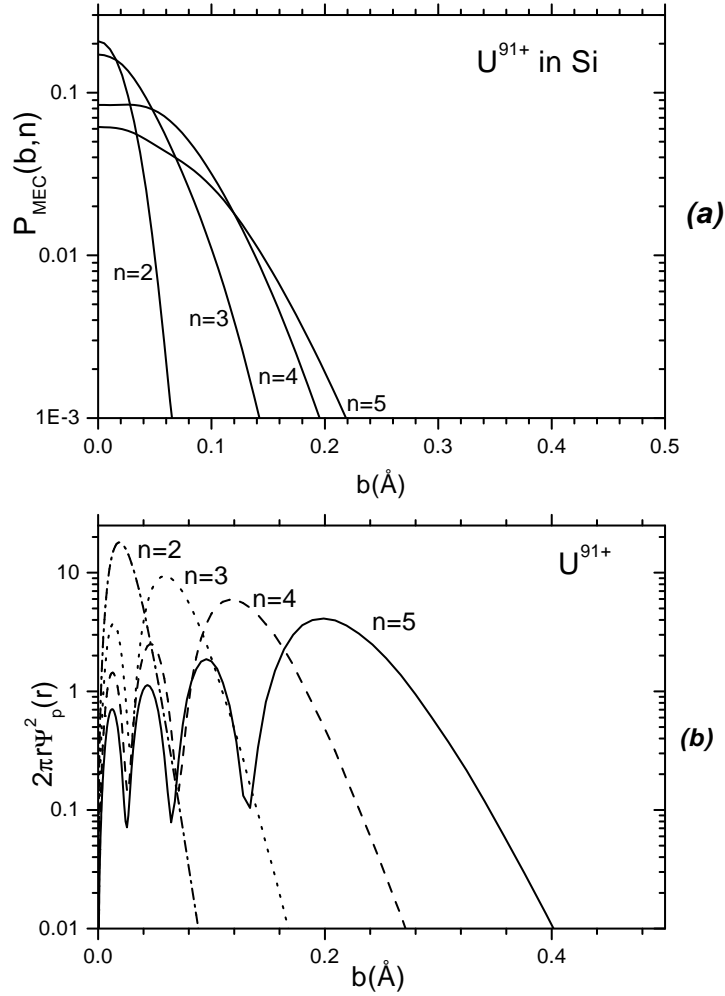 U⁹¹⁺ in Si
P_MEC(b,n)
(a)
0.1
0.01
1E-3
n=2
n=3
n=4
n=5
0.0 0.1 0.2 0.3 0.4 0.5
b(Å)
U⁹¹⁺
n=2
n=3
n=4
n=5
2πrΨ²_p(r)
(b)
10
1
0.1
0.01
0.0 0.2 0.4
b(Å)